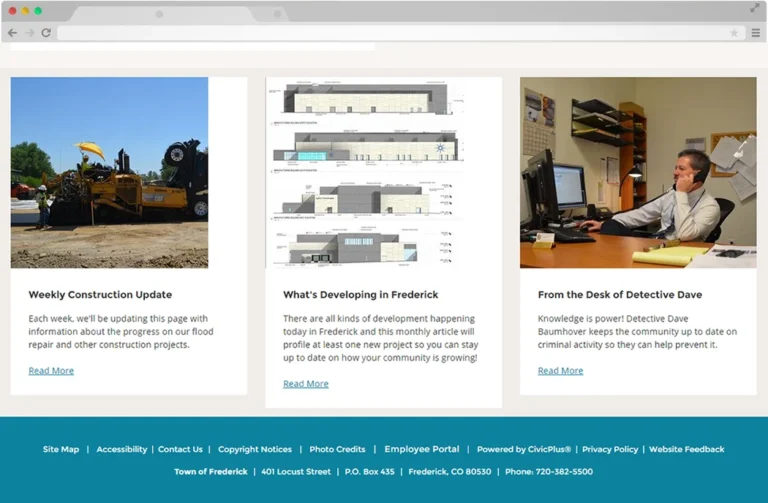 Weekly Construction Update
Each week, we'll be updating this page with
information about the progress on our flood
repair and other construction projects.
Read More
What's Developing in Frederick
There are all kinds of development happening
today in Frederick and this monthly article will
profile at least one new project so you can stay
up to date on how your community is growing!
Read More
From the Desk of Detective Dave
Knowledge is power! Detective Dave
Baumhover keeps the community up to date on
criminal activity so they can help prevent it.
Read More
Site Map | Accessibility | Contact Us | Copyright Notices | Photo Credits | Employee Portal | Powered by CivicPlus® | Privacy Policy | Website Feedback
Town of Frederick | 401 Locust Street | P.O. Box 435 | Frederick, CO 80530 | Phone: 720-382-5500